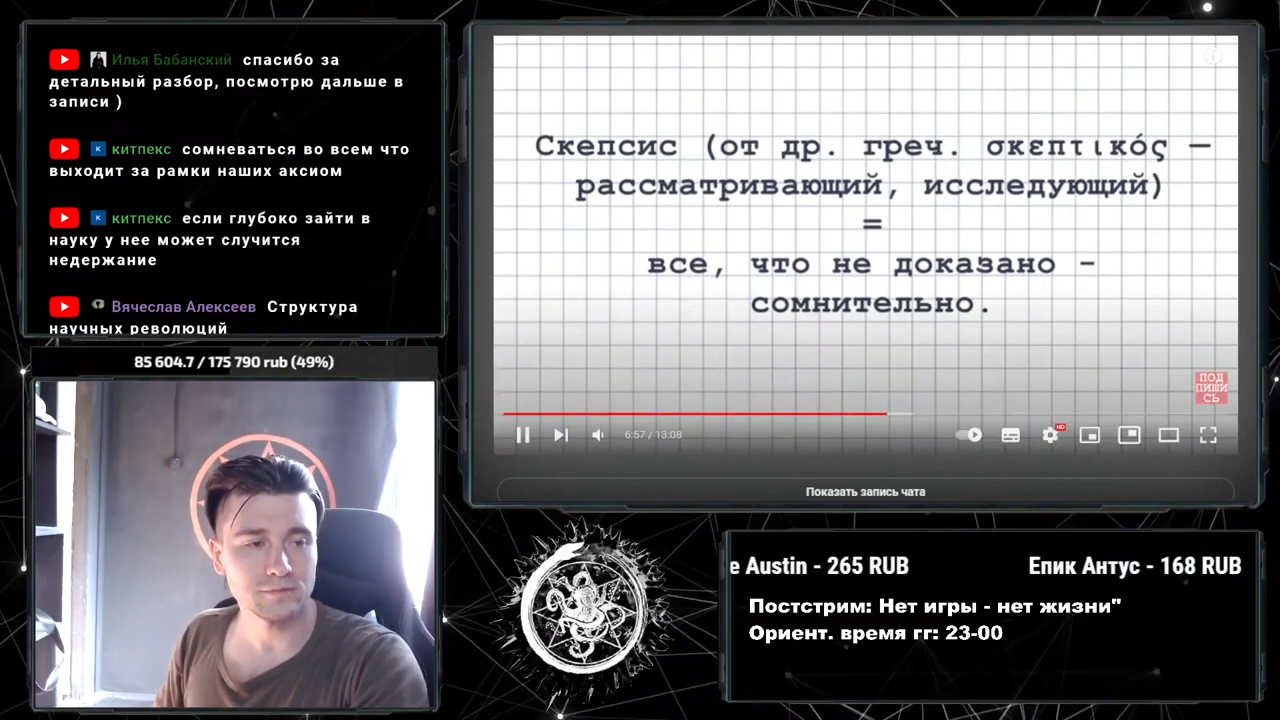 Илья Бабанский спасибо за
детальный разбор, посмотрю дальше в
записи )
к китпекс сомневаться во всем что
выходит за рамки наших аксиом
к китпекс если глубоко зайти в
науку у нее может случится
недержание
Вячеслав Алексеев Структура
научных революций
85 604.7 / 175 790 rub (49%)
Скепсис (от др. греч. σκεπτικός —
рассматривающий, исследующий)
=
все, что не доказано -
сомнительно.
ПОД
ПИШИ
СЬ
6:57 / 13:08
HD
Показать запись чата
e Austin - 265 RUB
Епик Антус - 168 RUB
Постстрим: Нет игры - нет жизни"
Ориент. время гг: 23-00